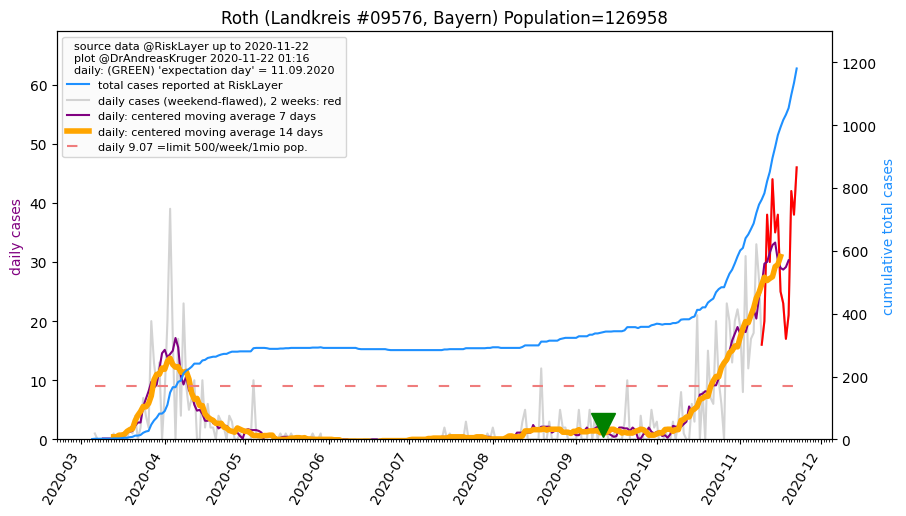 Roth (Landkreis #09576, Bayern) Population=126958
source data @RiskLayer up to 2020-11-22
plot @DrAndreasKruger 2020-11-22 01:16
daily: (GREEN) 'expectation day' = 11.09.2020
total cases reported at RiskLayer
daily cases (weekend-flawed), 2 weeks: red
daily: centered moving average 7 days
daily: centered moving average 14 days
daily 9.07 =limit 500/week/1mio pop.
daily cases
60
50
40
30
20
10
0
cumulative total cases
1200
1000
800
600
400
200
0
2020-03
2020-04
2020-05
2020-06
2020-07
2020-08
2020-09
2020-10
2020-11
2020-12